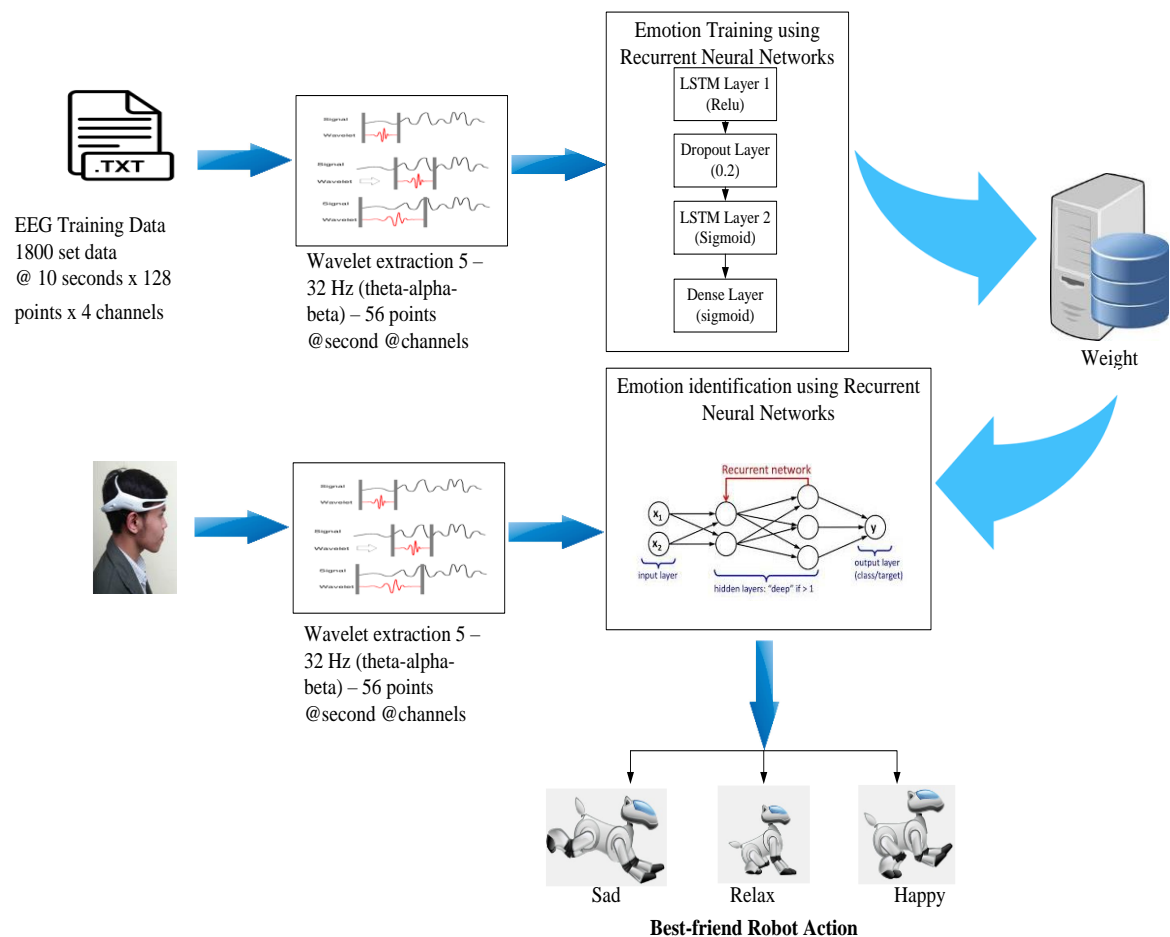 .TXT
EEG Training Data
1800 set data
@ 10 seconds x 128
points x 4 channels
Signal
Wavelet
Signal
Wavelet
Signal
Wavelet
Wavelet extraction 5 –
32 Hz (theta-alpha-
beta) – 56 points
@second @channels
Emotion Training using
Recurrent Neural Networks
LSTM Layer 1
(Relu)
Dropout Layer
(0.2)
LSTM Layer 2
(Sigmoid)
Dense Layer
(sigmoid)
Weight
Signal
Wavelet
Signal
Wavelet
Signal
Wavelet
Wavelet extraction 5 –
32 Hz (theta-alpha-
beta) – 56 points
@second @channels
Emotion identification using Recurrent
Neural Networks
Recurrent network
x1
x2
y
input layer
hidden layers: "deep" if > 1
output layer
(class/target)
Sad
Relax
Happy
Best-friend Robot Action